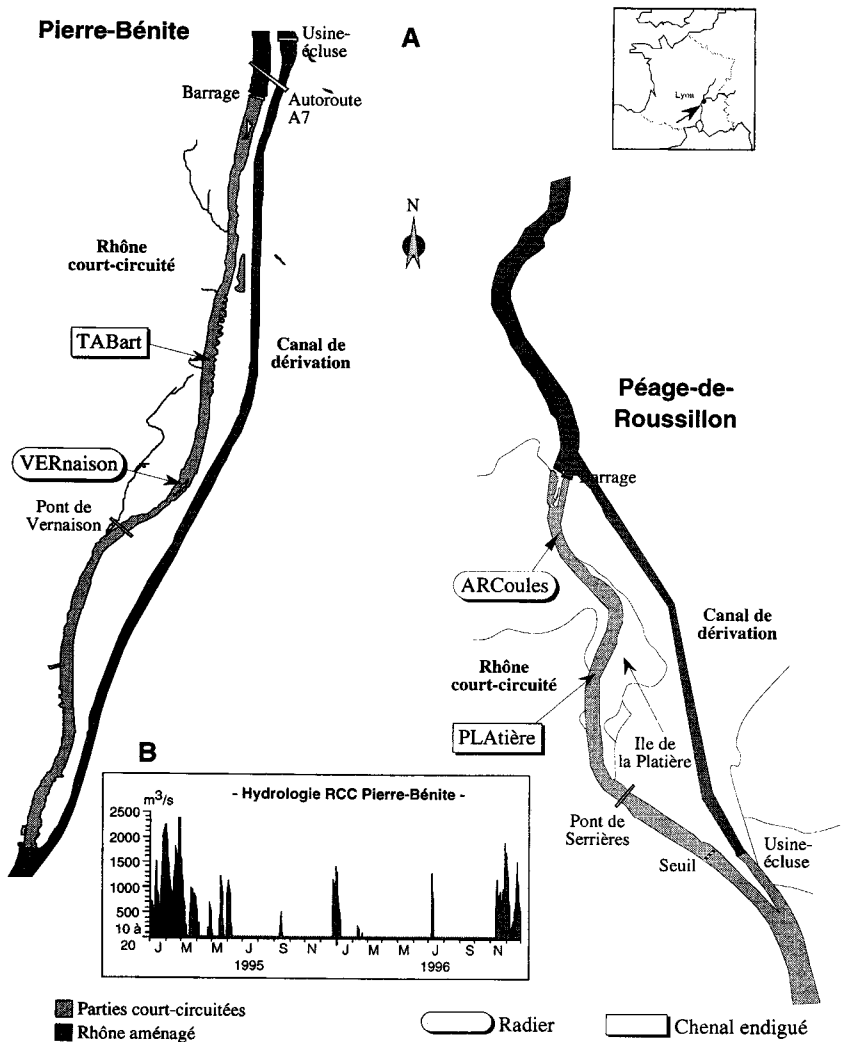 Pierre-Bénite
A
Usine-
écluse
Barrage
Autoroute
A7
Lyon
N
Rhône
court-circuité
TABart
Canal de
dérivation
Péage-de-
Roussillon
VERnaison
Pont de
Vernaison
Barrage
ARCoules
Canal de
dérivation
Rhône
court-circuité
PLAtière
Ile de
la Platière
Pont de
Serrières
Seuil
Usine-
écluse
B
- Hydrologie RCC Pierre-Bénite -
m³/s
2500
2000
1500
1000
500
10 à
20
J M M J S N J M M J S N
1995 1996
Parties court-circuitées
Rhône aménagé
Radier
Chenal endigué